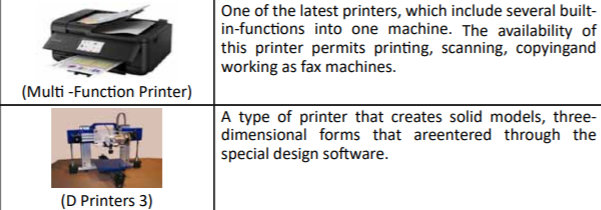 One of the latest printers, which include several built-
in-functions into one machine. The availability of
this printer permits printing, scanning, copyingand
working as fax machines.
(Multi -Function Printer)
A type of printer that creates solid models, three-
dimensional forms that areentered through the
special design software.
(D Printers 3)